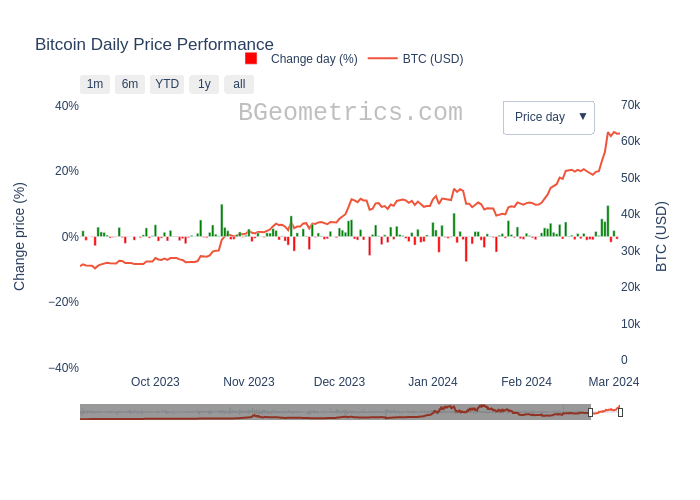 Bitcoin Daily Price Performance
Change day (%) BTC (USD)
1m 6m YTD 1y all
BGeometrics.com
Price day ▼
40%
20%
0%
−20%
−40%
Change price (%)
70k
60k
50k
40k
30k
20k
10k
0
BTC (USD)
Oct 2023 Nov 2023 Dec 2023 Jan 2024 Feb 2024 Mar 2024